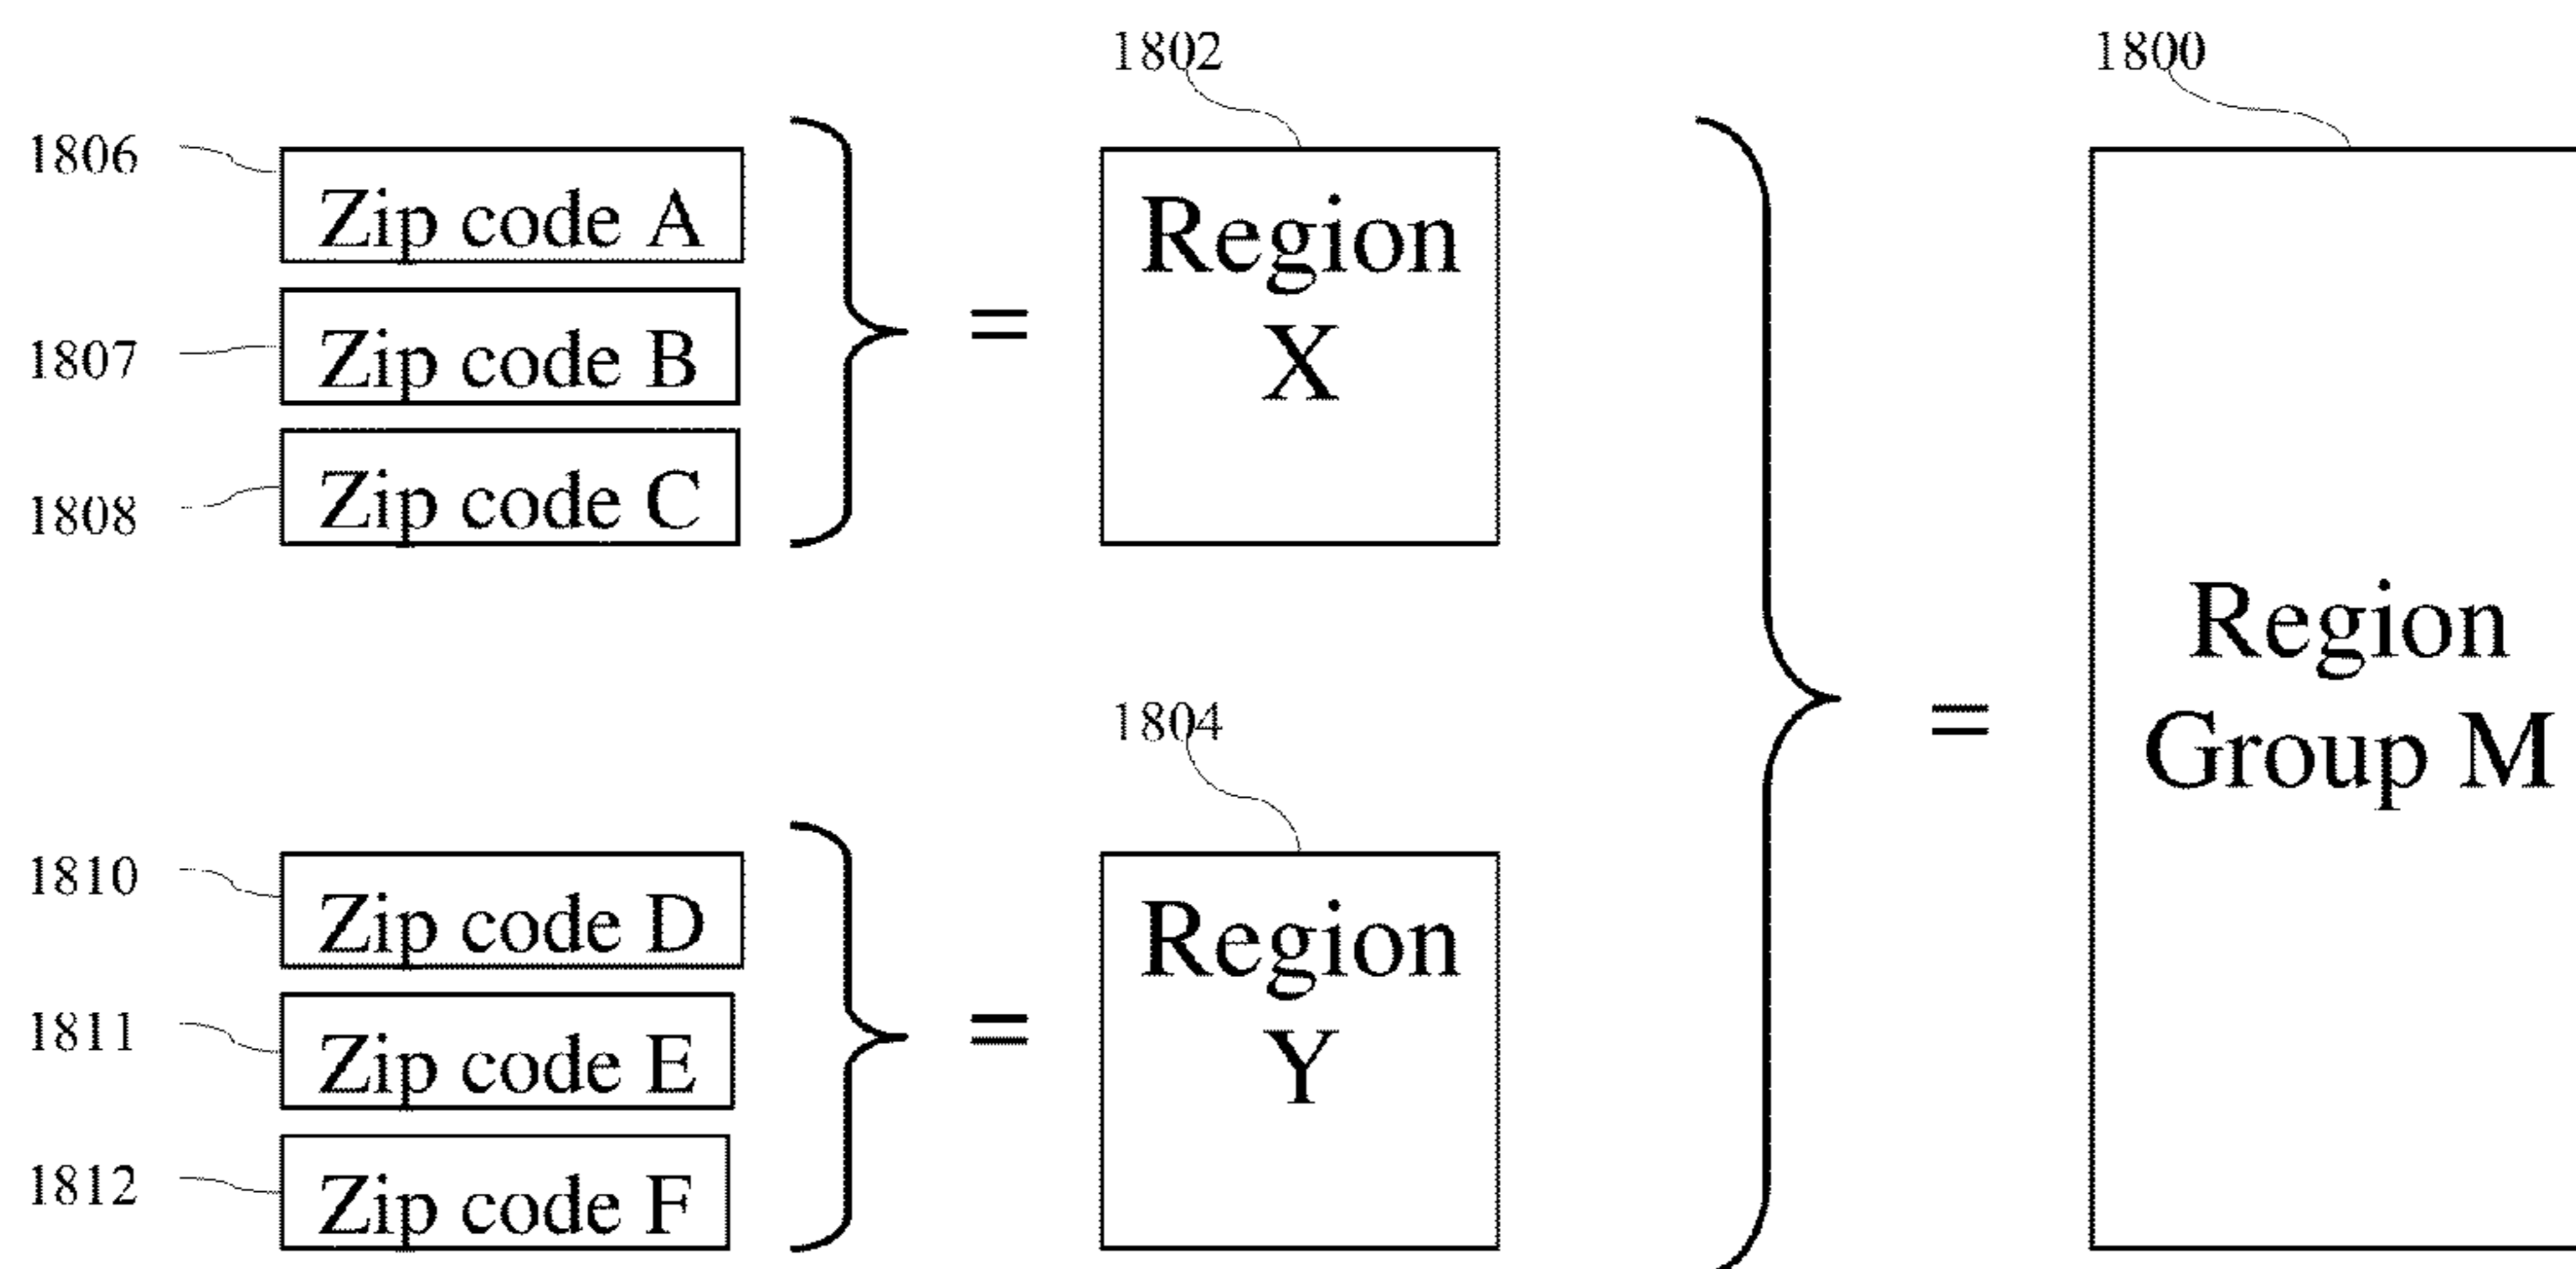 1802
1800
1806
Zip code A
1807
Zip code B
1808
Zip code C
=
Region
X
1810
Zip code D
1811
Zip code E
1812
Zip code F
=
1804
Region
Y
=
Region
Group M